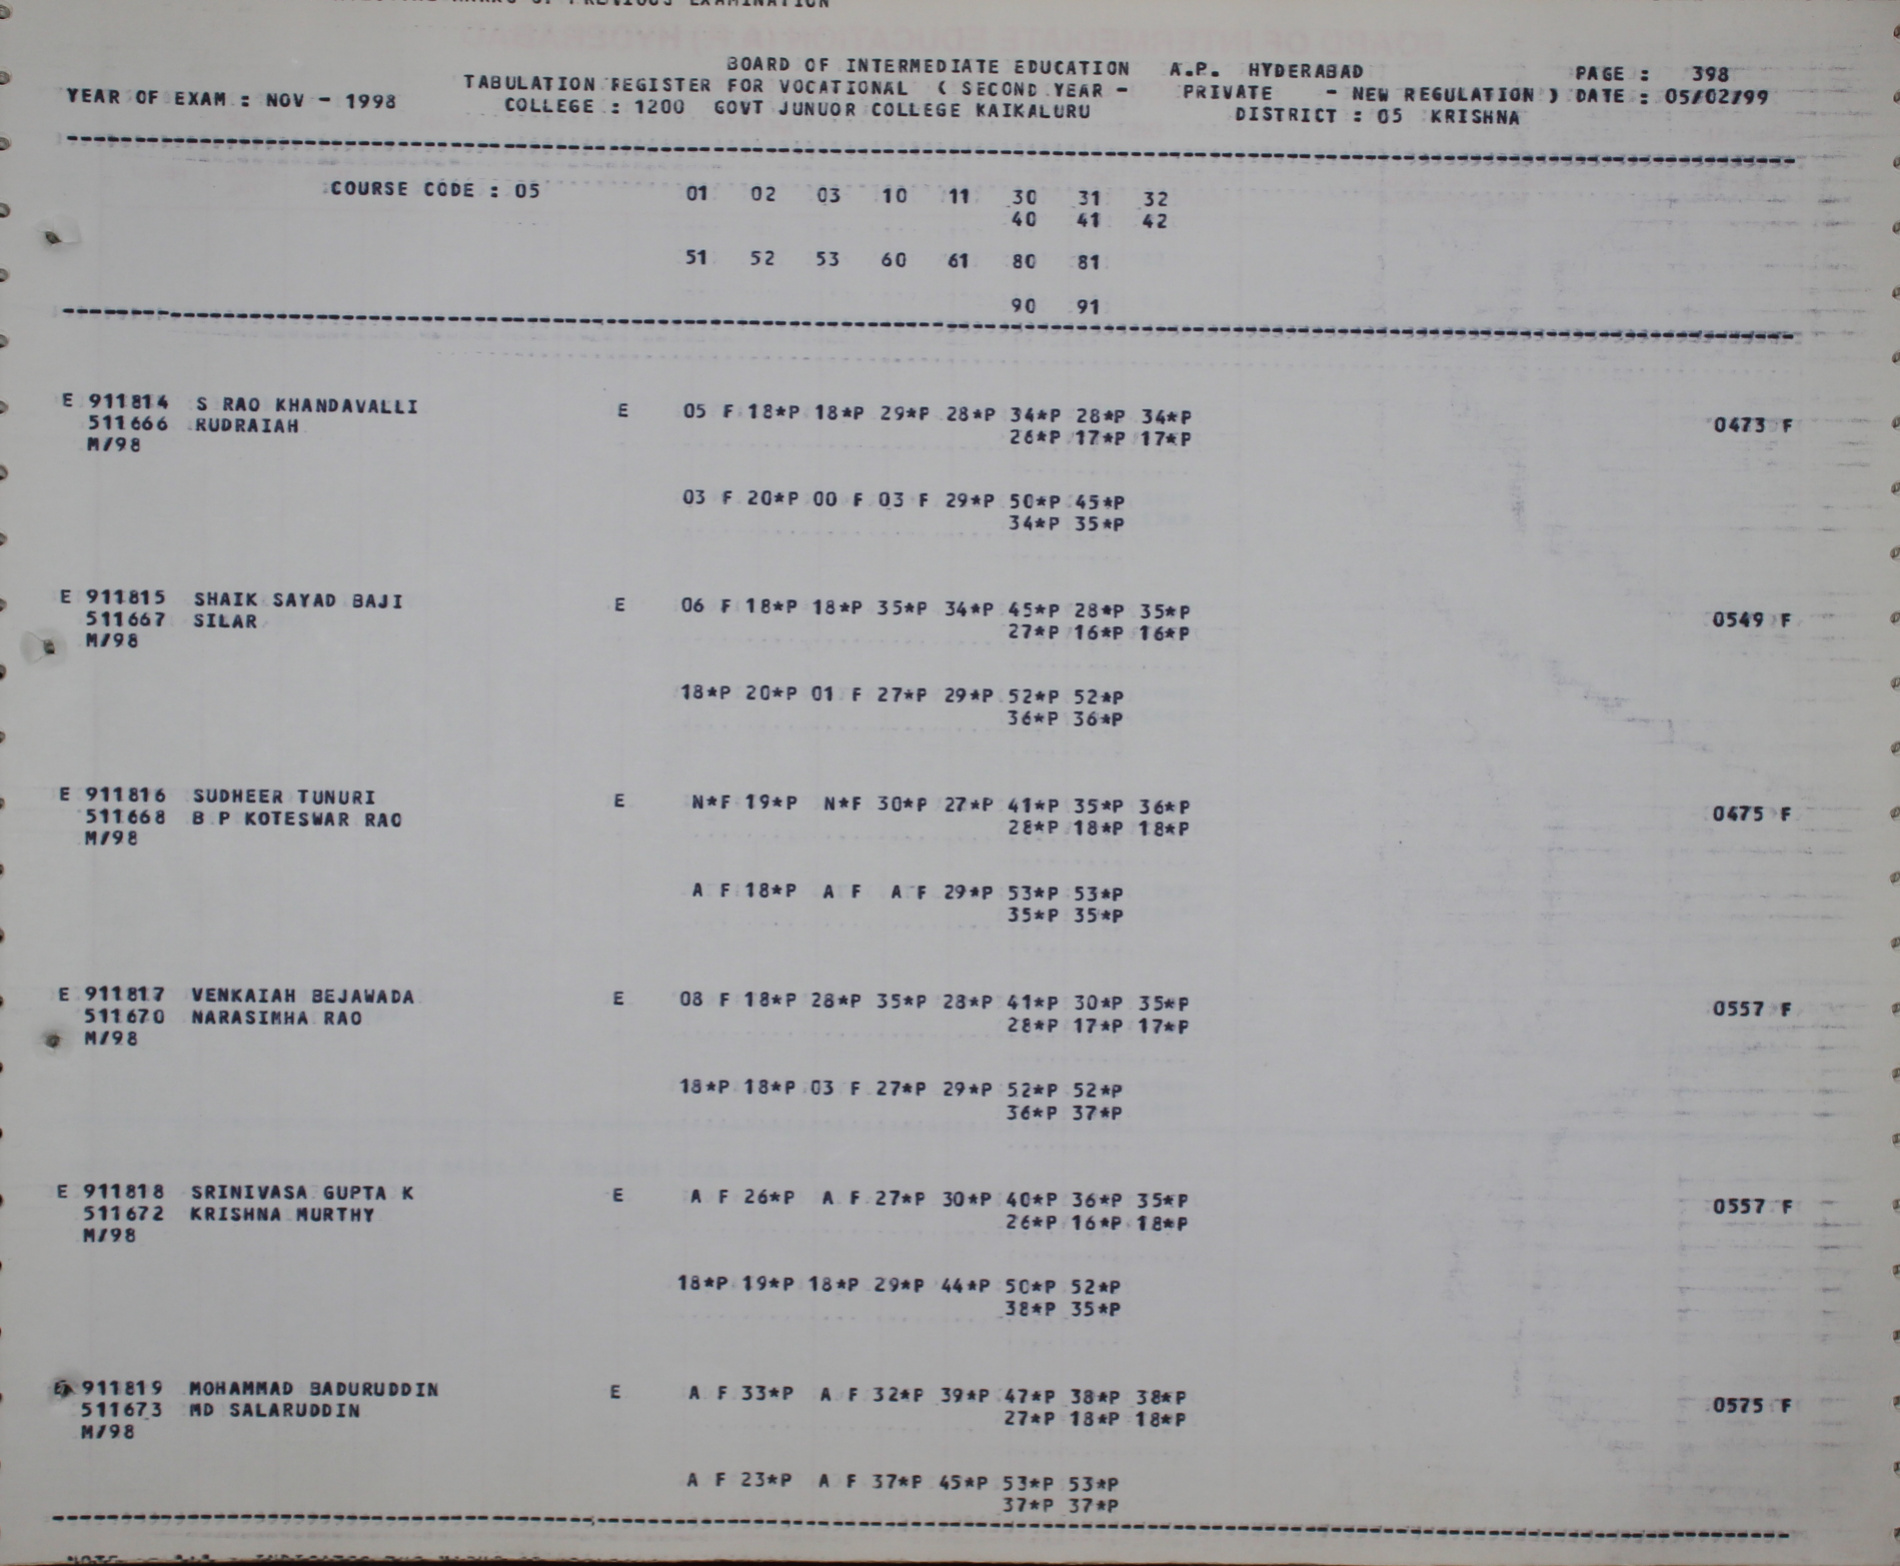 PREVIOUS EXAMINATION
BOARD OF INTERMEDIATE EDUCATION A.P. HYDERABAD PAGE : 398
TABULATION REGISTER FOR VOCATIONAL ( SECOND YEAR - PRIVATE - NEW REGULATION ) DATE : 05/02/99
YEAR OF EXAM : NOV - 1998 COLLEGE : 1200 GOVT JUNUOR COLLEGE KAIKALURU DISTRICT : 05 KRISHNA
COURSE CODE : 05 01 02 03 10 11 30 31 32
40 41 42
51 52 53 60 61 80 81
90 91
E 911814 S RAO KHANDAVALLI E 05 F 18*P 18*P 29*P 28*P 34*P 28*P 34*P
511666 RUDRAIAH 26*P 17*P 17*P 0473 F
M/98
03 F 20*P 00 F 03 F 29*P 50*P 45*P
34*P 35*P
E 911815 SHAIK SAYAD BAJI E 06 F 18*P 18*P 35*P 34*P 45*P 28*P 35*P
511667 SILAR 27*P 16*P 16*P 0549 F
M/98
18*P 20*P 01 F 27*P 29*P 52*P 52*P
36*P 36*P
E 911816 SUDHEER TUNURI E N*F 19*P N*F 30*P 27*P 41*P 35*P 36*P
511668 B P KOTESWAR RAO 28*P 18*P 18*P 0475 F
M/98
A F 18*P A F A F 29*P 53*P 53*P
35*P 35*P
E 911817 VENKAIAH BEJAWADA E 08 F 18*P 28*P 35*P 28*P 41*P 30*P 35*P
511670 NARASIMHA RAO 28*P 17*P 17*P 0557 F
M/98
18*P 18*P 03 F 27*P 29*P 52*P 52*P
36*P 37*P
E 911818 SRINIVASA GUPTA K E A F 26*P A F 27*P 30*P 40*P 36*P 35*P
511672 KRISHNA MURTHY 26*P 16*P 18*P 0557 F
M/98
18*P 19*P 18*P 29*P 44*P 50*P 52*P
38*P 35*P
E 911819 MOHAMMAD BADURUDDIN E A F 33*P A F 32*P 39*P 47*P 38*P 38*P
511673 MD SALARUDDIN 27*P 18*P 18*P 0575 F
M/98
A F 23*P A F 37*P 45*P 53*P 53*P
37*P 37*P